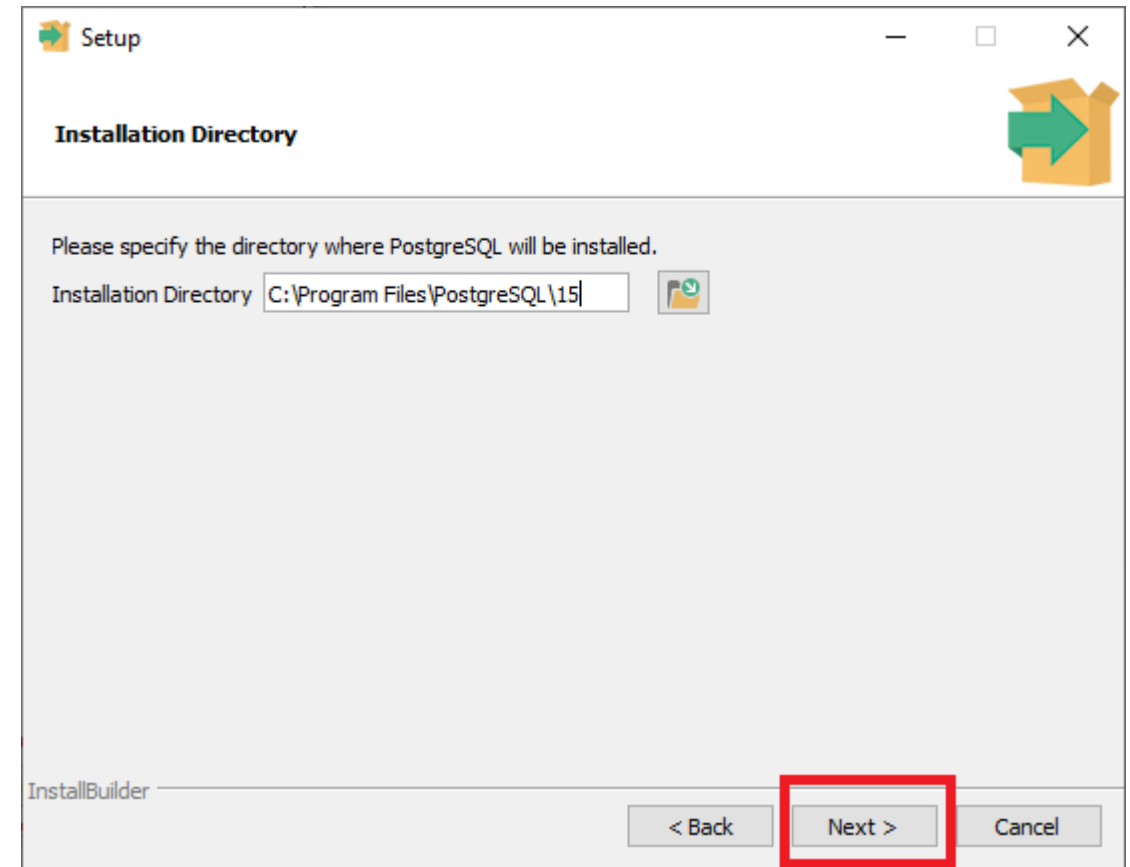 Setup
Installation Directory
Please specify the directory where PostgreSQL will be installed.
Installation Directory C:\Program Files\PostgreSQL\15
InstallBuilder
< Back Next > Cancel